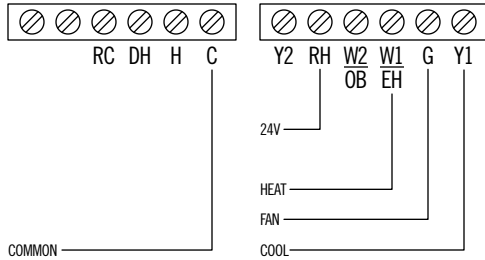 RC DH H C
Y2 RH W2 W1 G Y1
OB EH
24V
HEAT
FAN
COMMON
COOL